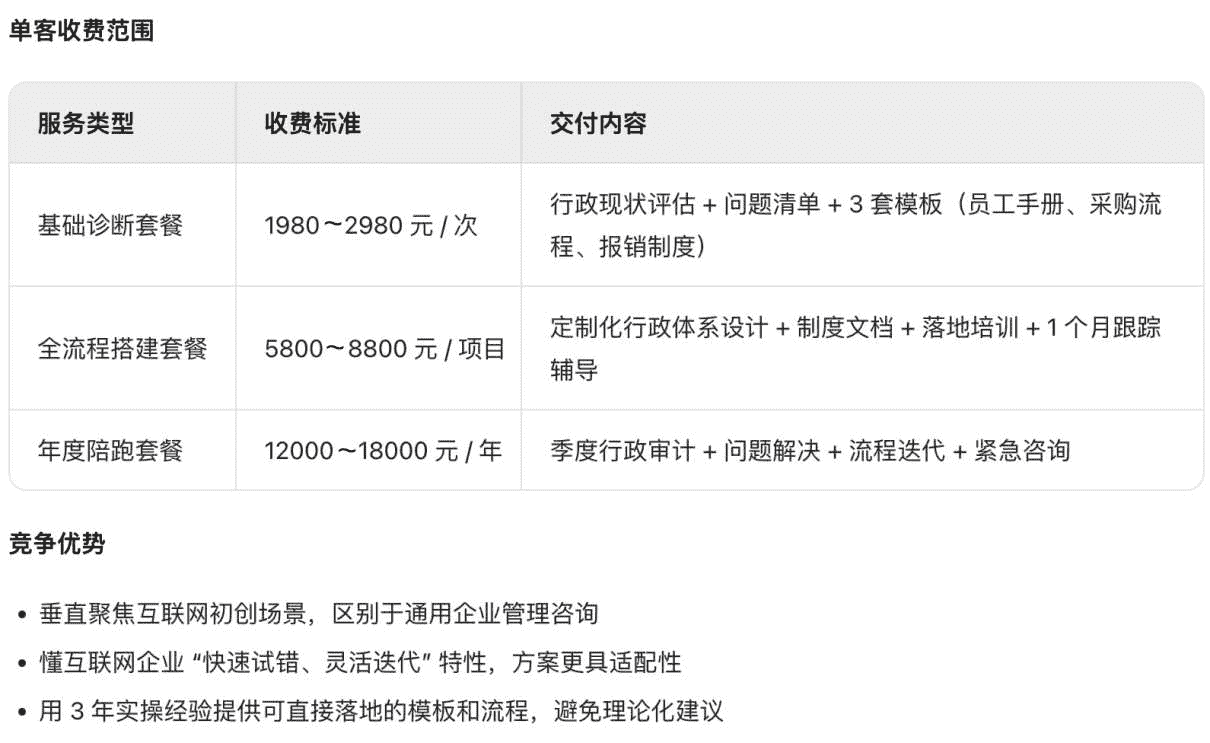 单客收费范围
服务类型
收费标准
交付内容
基础诊断套餐
1980～2980 元 / 次
行政现状评估 + 问题清单 + 3 套模板（员工手册、采购流
程、报销制度）
全流程搭建套餐
5800～8800 元 / 项目
定制化行政体系设计 + 制度文档 + 落地培训 + 1 个月跟踪
辅导
年度陪跑套餐
12000～18000 元 / 年
季度行政审计 + 问题解决 + 流程迭代 + 紧急咨询
竞争优势
• 垂直聚焦互联网初创场景，区别于通用企业管理咨询
• 懂互联网企业 “快速试错、灵活迭代” 特性，方案更具适配性
• 用 3 年实操经验提供可直接落地的模板和流程，避免理论化建议